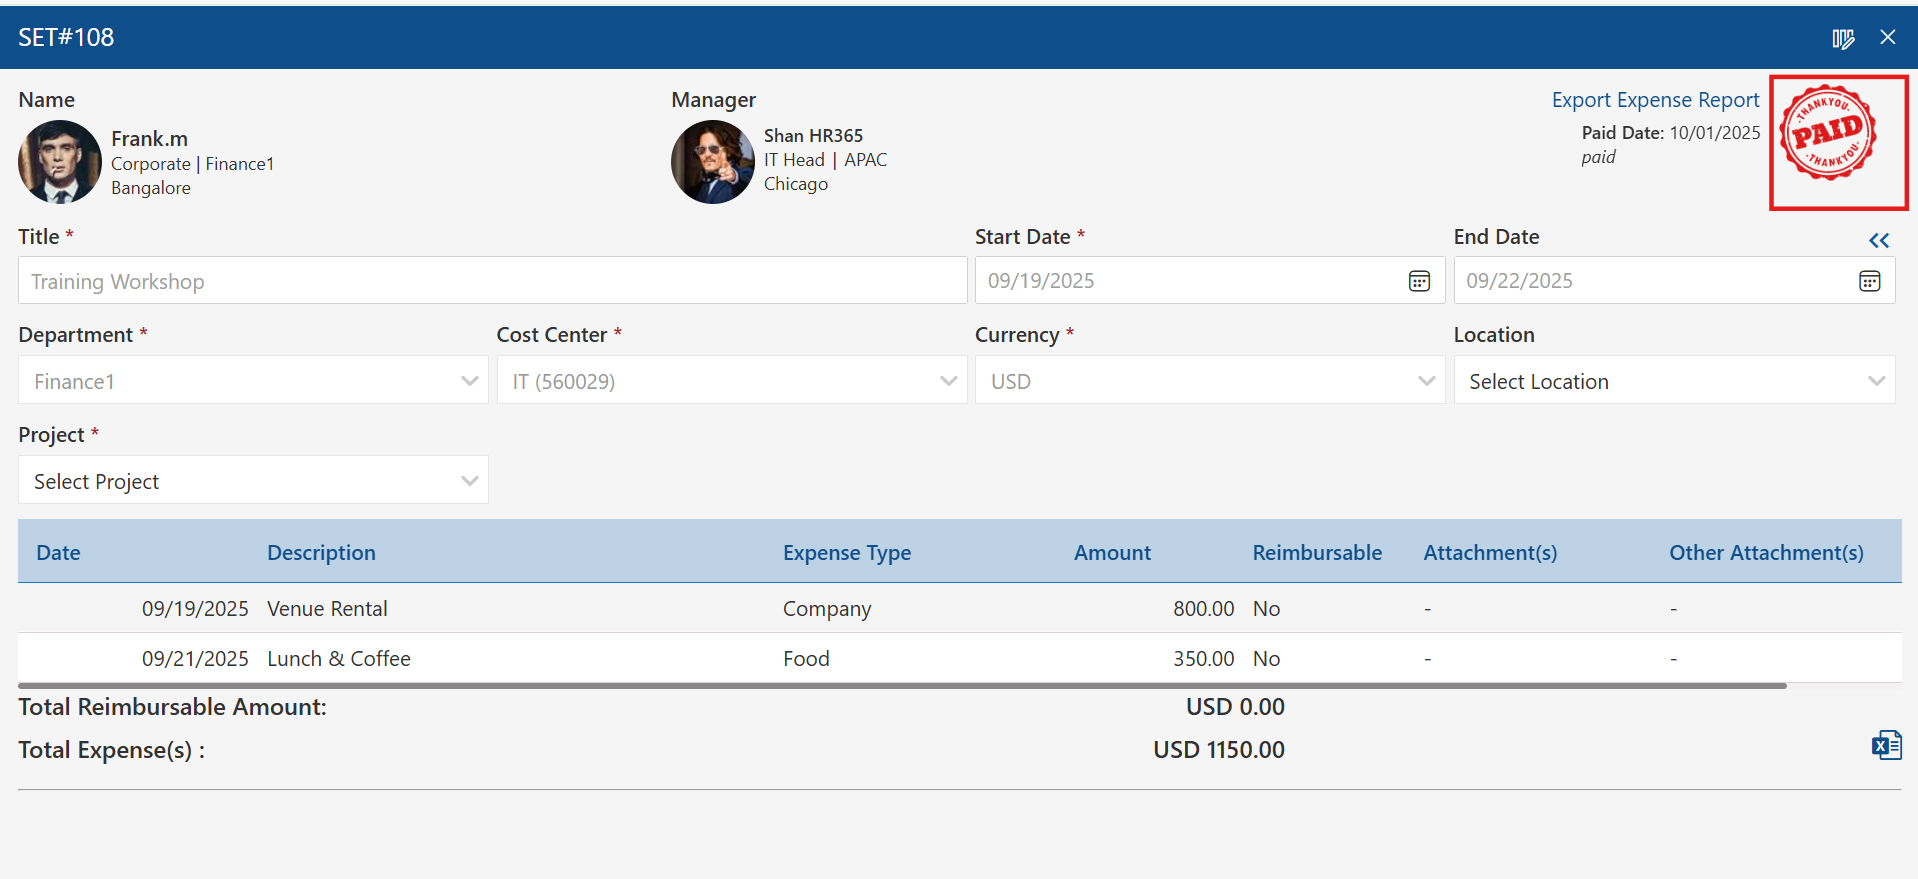 SET#108
Name
Frank.m
Corporate | Finance1
Bangalore
Manager
Shan HR365
IT Head | APAC
Chicago
Export Expense Report
Paid Date: 10/01/2025
paid
THANKYOU
PAID
THANKYOU
Title *
Training Workshop
Start Date *
09/19/2025
End Date
09/22/2025
Department *
Finance1
Cost Center *
IT (560029)
Currency *
USD
Location
Select Location
Project *
Select Project
Date Description Expense Type Amount Reimbursable Attachment(s) Other Attachment(s)
09/19/2025 Venue Rental Company 800.00 No - -
09/21/2025 Lunch & Coffee Food 350.00 No - -
Total Reimbursable Amount: USD 0.00
Total Expense(s) : USD 1150.00